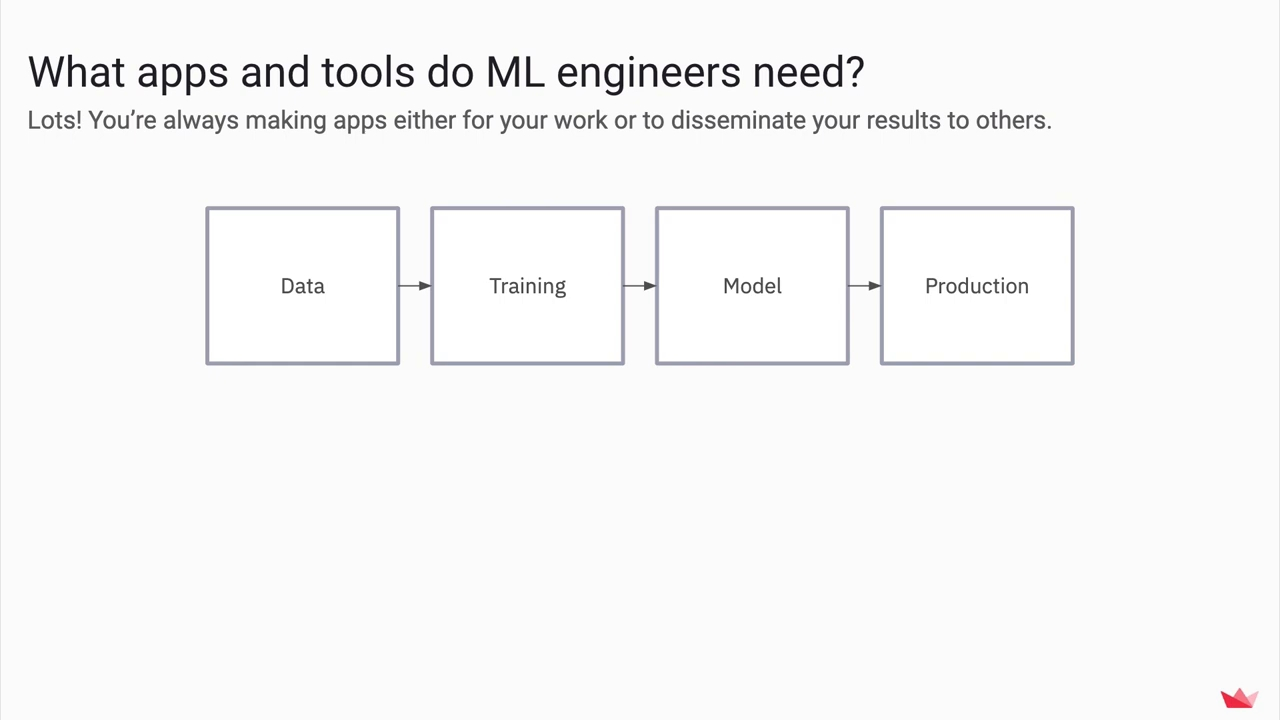 What apps and tools do ML engineers need?
Lots! You’re always making apps either for your work or to disseminate your results to others.
Data
Training
Model
Production